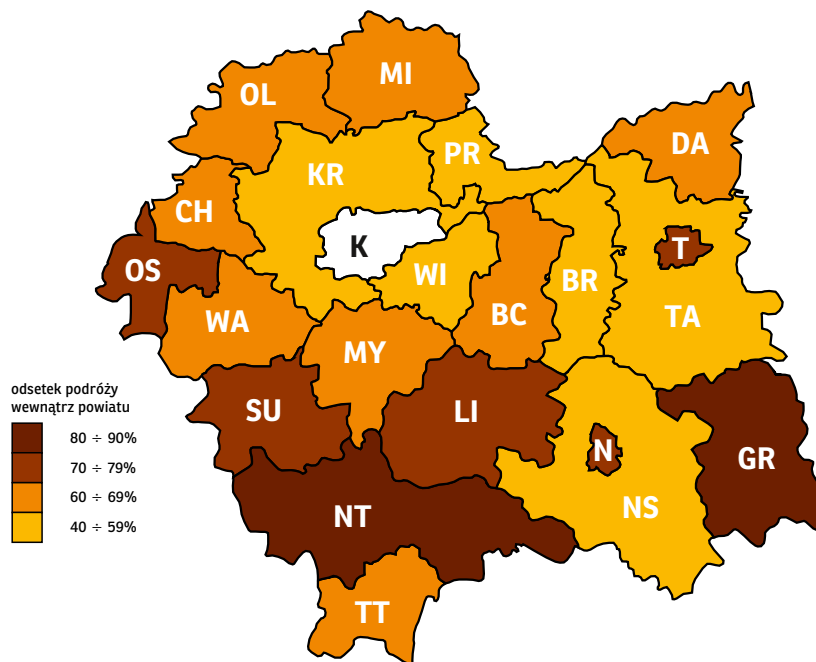 MI
OL
DA
PR
KR
CH
T
K
OS
WI
BR
BC
TA
WA
MY
odsetek podróży
wewnątrz powiatu
SU
LI
80 ÷ 90%
N
GR
70 ÷ 79%
60 ÷ 69%
NS
NT
40 ÷ 59%
TT